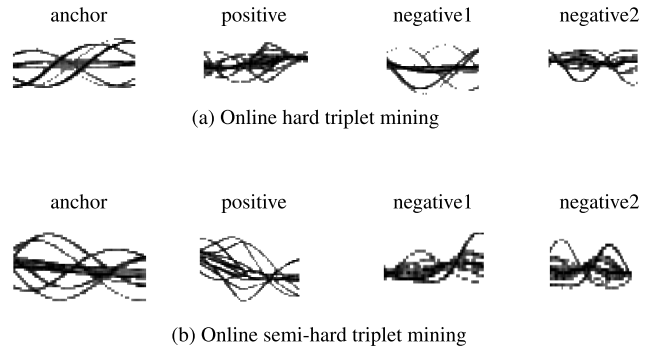 anchor positive negative1 negative2
(a) Online hard triplet mining
anchor positive negative1 negative2
(b) Online semi-hard triplet mining